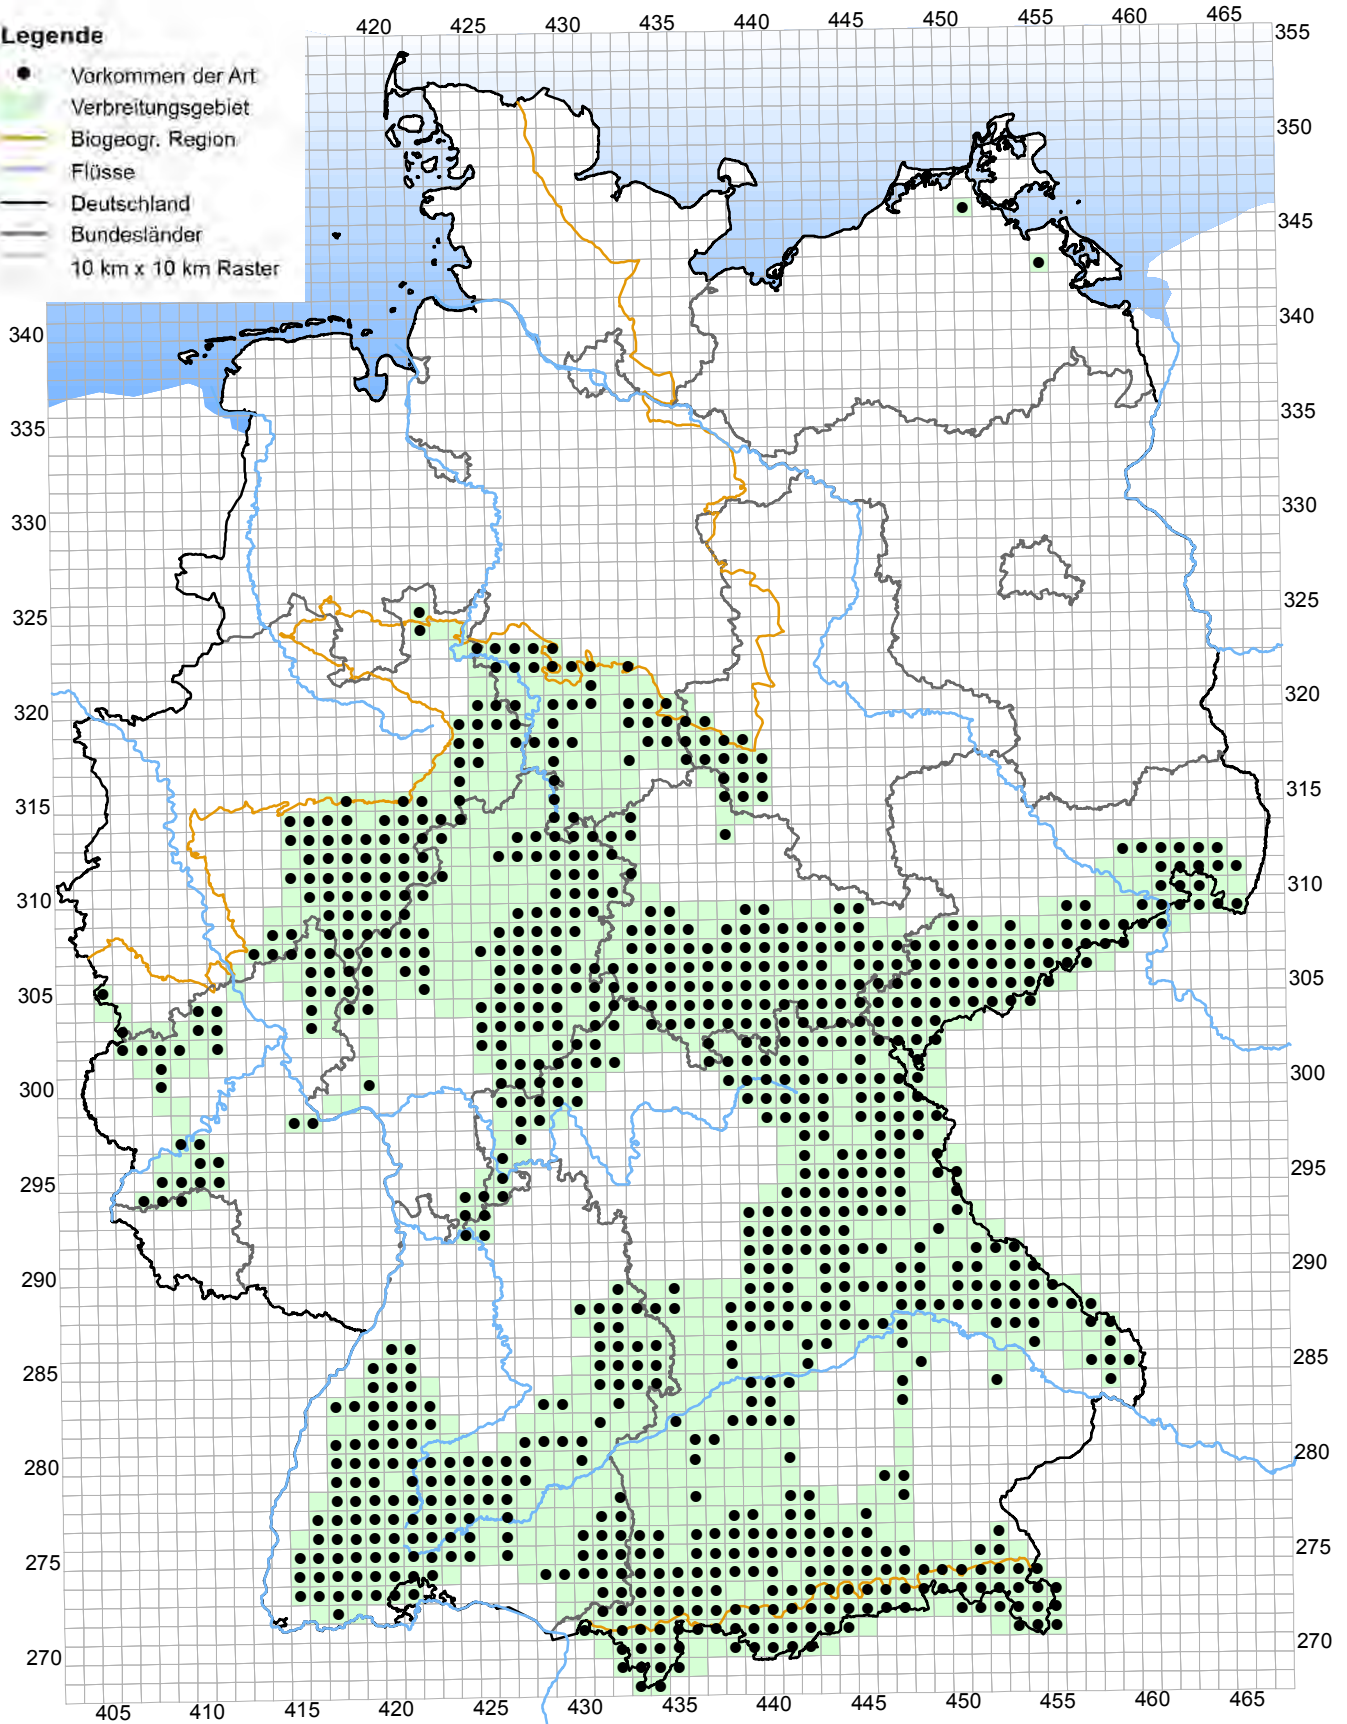 420 425 430 435 440 445 450 455 460 465
355
Legende
Vorkommen der Art
Verbreitungsgebiet
Biogeogr. Region
Flüsse
Deutschland
Bundesländer
10 km x 10 km Raster
350
345
340 340
335 335
330 330
325 325
320 320
315 315
310 310
305 305
300 300
295 295
290 290
285 285
280 280
275 275
270 270
405 410 415 420 425 430 435 440 445 450 455 460 465